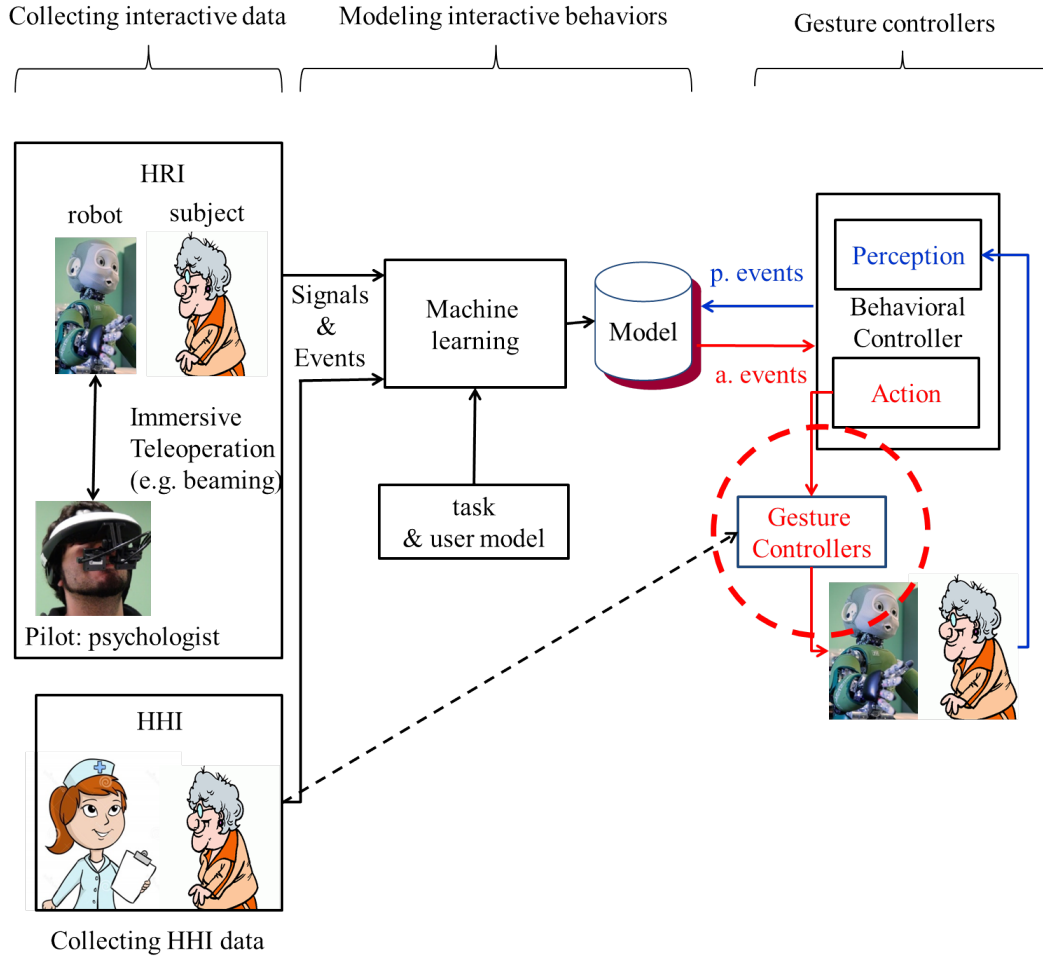 Collecting interactive data
Modeling interactive behaviors
Gesture controllers
HRI
robot
subject
Immersive
Teleoperation
(e.g. beaming)
Pilot: psychologist
HHI
Collecting HHI data
Signals
&
Events
Machine
learning
task
& user model
Model
p. events
a. events
Perception
Behavioral
Controller
Action
Gesture
Controllers